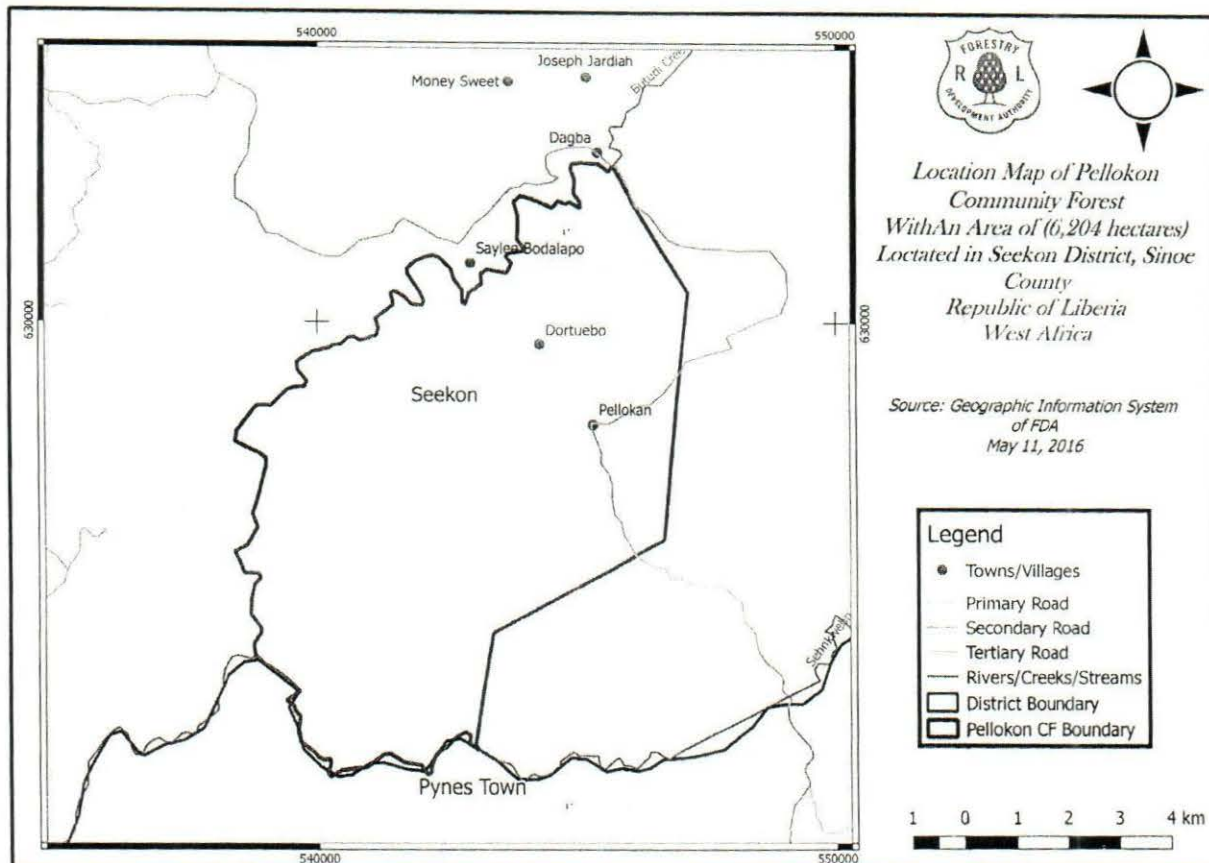 540000
550000
Joseph Jardiah
Money Sweet
Bututu Creek
Dagba
Saylee Bodalapo
630000
630000
Dortuebo
Seekon
Pellokan
Pynes Town
540000
550000
FORESTRY
R L
DEVELOPMENT AUTHORITY
Location Map of Pellokon
Community Forest
WithAn Area of (6,204 hectares)
Loctated in Seekon District, Sinoe
County
Republic of Liberia
West Africa
Source: Geographic Information System
of FDA
May 11, 2016
Legend
Towns/Villages
Primary Road
Secondary Road
Tertiary Road
Rivers/Creeks/Streams
District Boundary
Pellokon CF Boundary
1 0 1 2 3 4 km